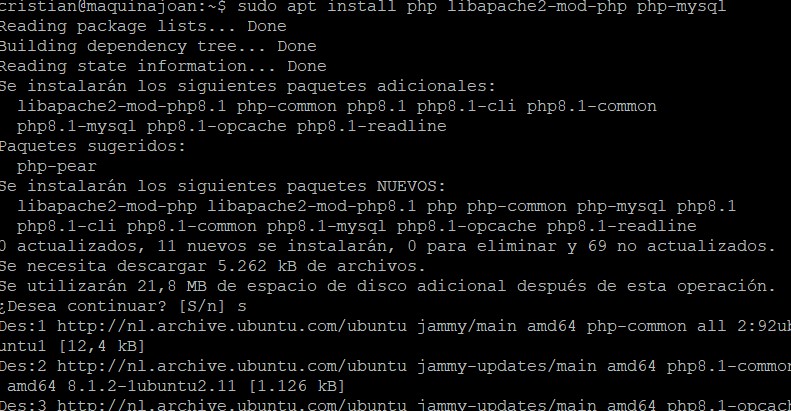 cristian@maquinajoan:~$ sudo apt install php libapache2-mod-php php-mysql
Reading package lists... Done
Building dependency tree... Done
Reading state information... Done
Se instalarán los siguientes paquetes adicionales:
libapache2-mod-php8.1 php-common php8.1 php8.1-cli php8.1-common
php8.1-mysql php8.1-opcache php8.1-readline
Paquetes sugeridos:
php-pear
Se instalarán los siguientes paquetes NUEVOS:
libapache2-mod-php libapache2-mod-php8.1 php php-common php-mysql php8.1
php8.1-cli php8.1-common php8.1-mysql php8.1-opcache php8.1-readline
0 actualizados, 11 nuevos se instalarán, 0 para eliminar y 69 no actualizados.
Se necesita descargar 5.262 kB de archivos.
Se utilizarán 21,8 MB de espacio de disco adicional después de esta operación.
¿Desea continuar? [S/n] s
Des:1 http://nl.archive.ubuntu.com/ubuntu jammy/main amd64 php-common all 2:92ub
untu1 [12,4 kB]
Des:2 http://nl.archive.ubuntu.com/ubuntu jammy-updates/main amd64 php8.1-common
amd64 8.1.2-1ubuntu2.11 [1.126 kB]
Des:3 http://nl.archive.ubuntu.com/ubuntu jammy-updates/main amd64 php8.1-opcach